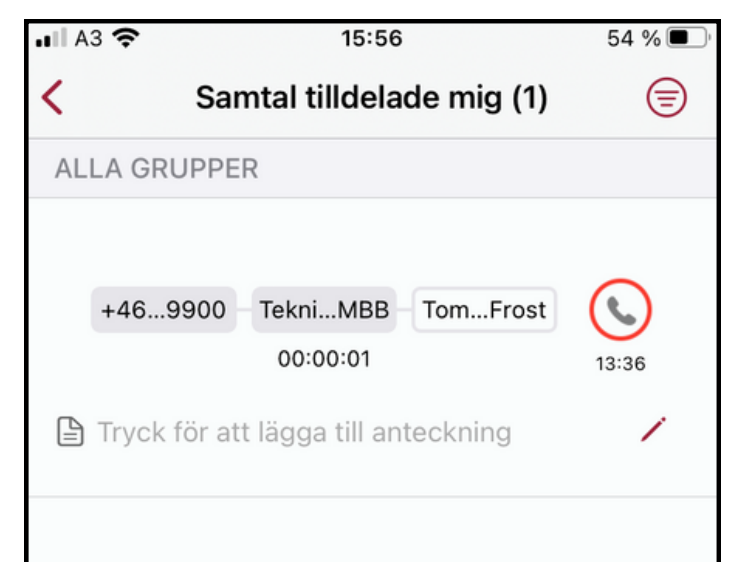 A3 15:56 54 %
Samtal tilldelade mig (1)
ALLA GRUPPER
+46...9900 Tekni...MBB Tom...Frost
00:00:01 13:36
Tryck för att lägga till anteckning